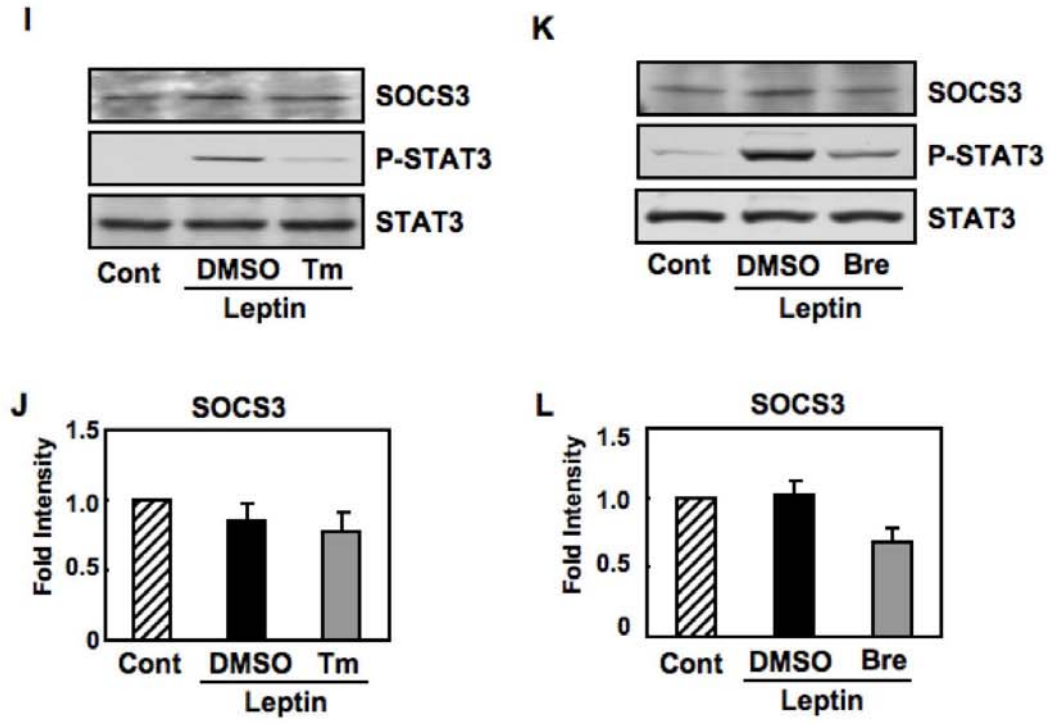 I
SOCS3
P-STAT3
STAT3
Cont DMSO Tm
Leptin
K
SOCS3
P-STAT3
STAT3
Cont DMSO Bre
Leptin
J
SOCS3
Fold Intensity
1.5
1.0
0.5
0
Cont DMSO Tm
Leptin
L
SOCS3
Fold Intensity
1.5
1.0
0.5
0
Cont DMSO Bre
Leptin